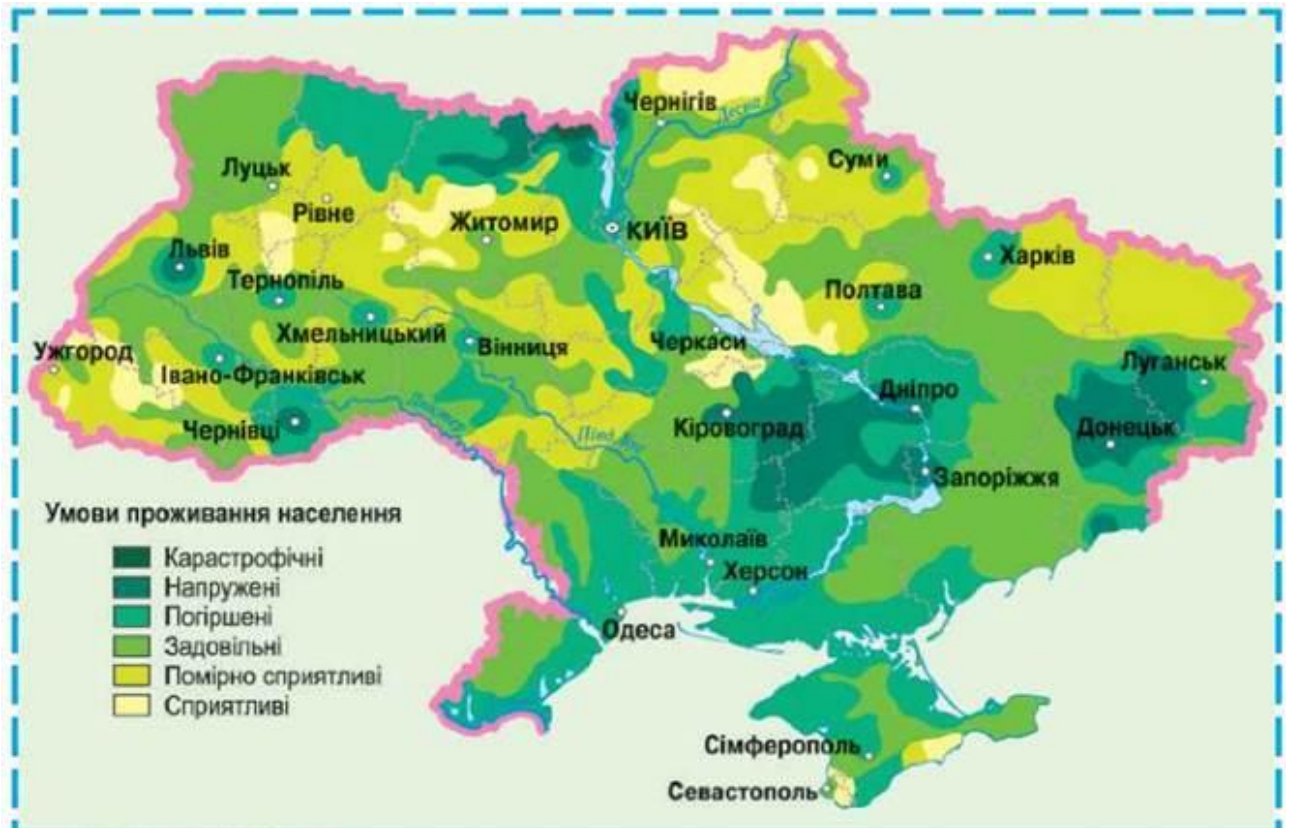 Чернігів
Десна
Суми
Луцьк
Рівне
Житомир
КИЇВ
Львів
Харків
Тернопіль
Полтава
Хмельницький
Вінниця
Черкаси
Ужгород
Луганськ
Івано-Франківськ
Дніпро
Чернівці
Кіровоград
Донецьк
Півд.
Запоріжжя
Умови проживання населення
Миколаїв
Карастрофічні
Херсон
Напружені
Погіршені
Одеса
Задовільні
Помірно сприятливі
Сприятливі
Сімферополь
Севастополь